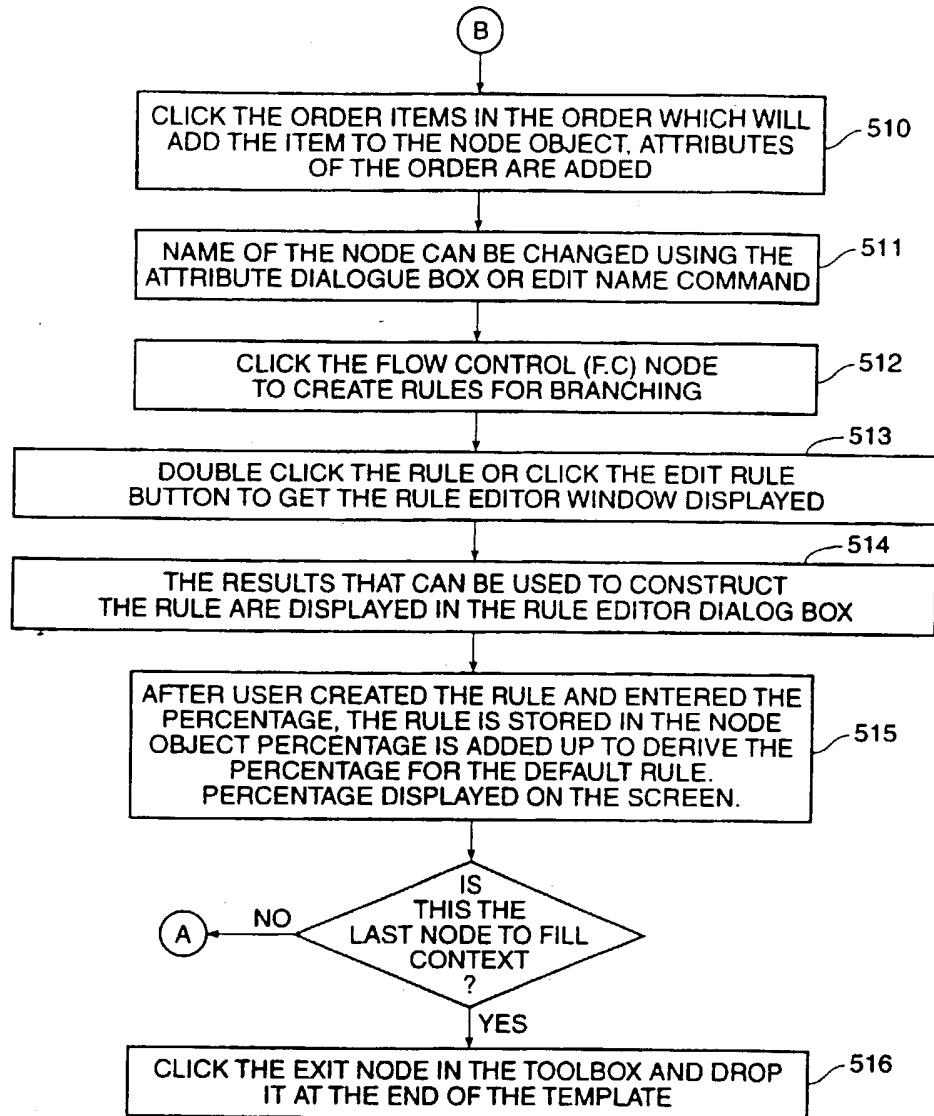 B
CLICK THE ORDER ITEMS IN THE ORDER WHICH WILL
ADD THE ITEM TO THE NODE OBJECT. ATTRIBUTES
OF THE ORDER ARE ADDED
510
NAME OF THE NODE CAN BE CHANGED USING THE
ATTRIBUTE DIALOGUE BOX OR EDIT NAME COMMAND
511
CLICK THE FLOW CONTROL (F.C) NODE
TO CREATE RULES FOR BRANCHING
512
513
DOUBLE CLICK THE RULE OR CLICK THE EDIT RULE
BUTTON TO GET THE RULE EDITOR WINDOW DISPLAYED
514
THE RESULTS THAT CAN BE USED TO CONSTRUCT
THE RULE ARE DISPLAYED IN THE RULE EDITOR DIALOG BOX
AFTER USER CREATED THE RULE AND ENTERED THE
PERCENTAGE, THE RULE IS STORED IN THE NODE
OBJECT PERCENTAGE IS ADDED UP TO DERIVE THE
PERCENTAGE FOR THE DEFAULT RULE.
PERCENTAGE DISPLAYED ON THE SCREEN.
515
IS
THIS THE
LAST NODE TO FILL
CONTEXT
?
NO
A
YES
CLICK THE EXIT NODE IN THE TOOLBOX AND DROP
IT AT THE END OF THE TEMPLATE
516